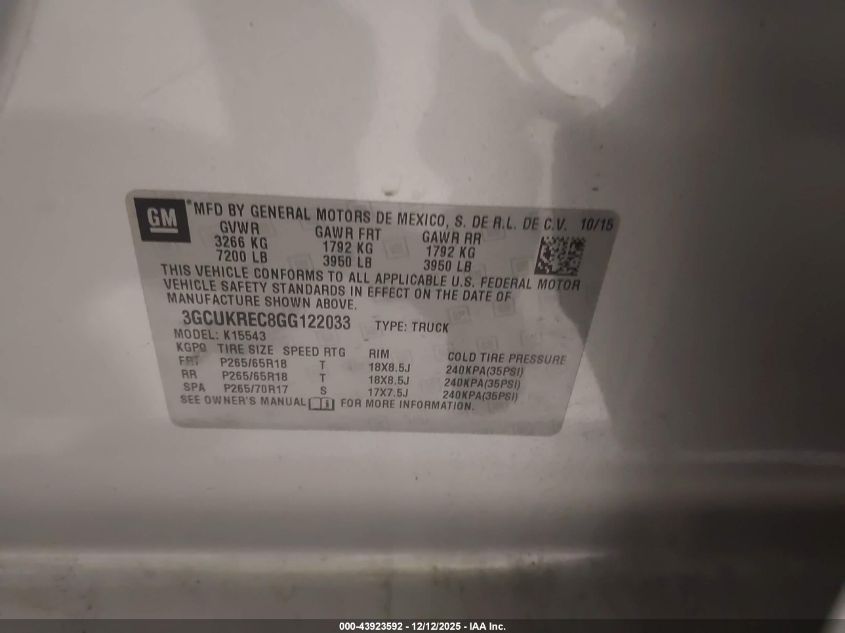 GM
*MFD BY GENERAL MOTORS DE MEXICO, S. DE R.L. DE C.V. 10/15
GVWR GAWR FRT GAWR RR
3266 KG 1792 KG 1792 KG
7200 LB 3950 LB 3950 LB
THIS VEHICLE CONFORMS TO ALL APPLICABLE U.S. FEDERAL MOTOR
VEHICLE SAFETY STANDARDS IN EFFECT ON THE DATE OF
MANUFACTURE SHOWN ABOVE.
3GCUKREC8GG122033 TYPE: TRUCK
MODEL: K15543
KGPG TIRE SIZE SPEED RTG RIM COLD TIRE PRESSURE
FRT P265/65R18 T 18X8.5J 240KPA(35PSI)
RR P265/65R18 T 18X8.5J 240KPA(35PSI)
SPA P265/70R17 S 17X7.5J 240KPA(35PSI)
SEE OWNER'S MANUAL FOR MORE INFORMATION.
000-43923592 - 12/12/2025 - IAA Inc.